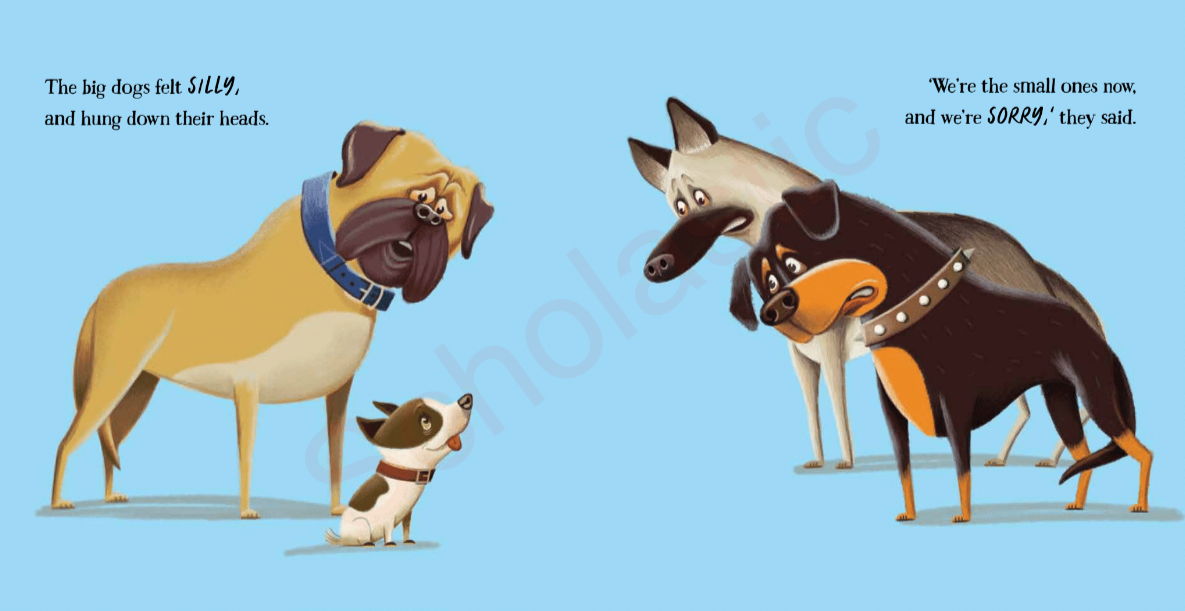 The big dogs felt SILLY,
and hung down their heads.
‘We’re the small ones now,
and we’re SORRY,’ they said.
Scholastic